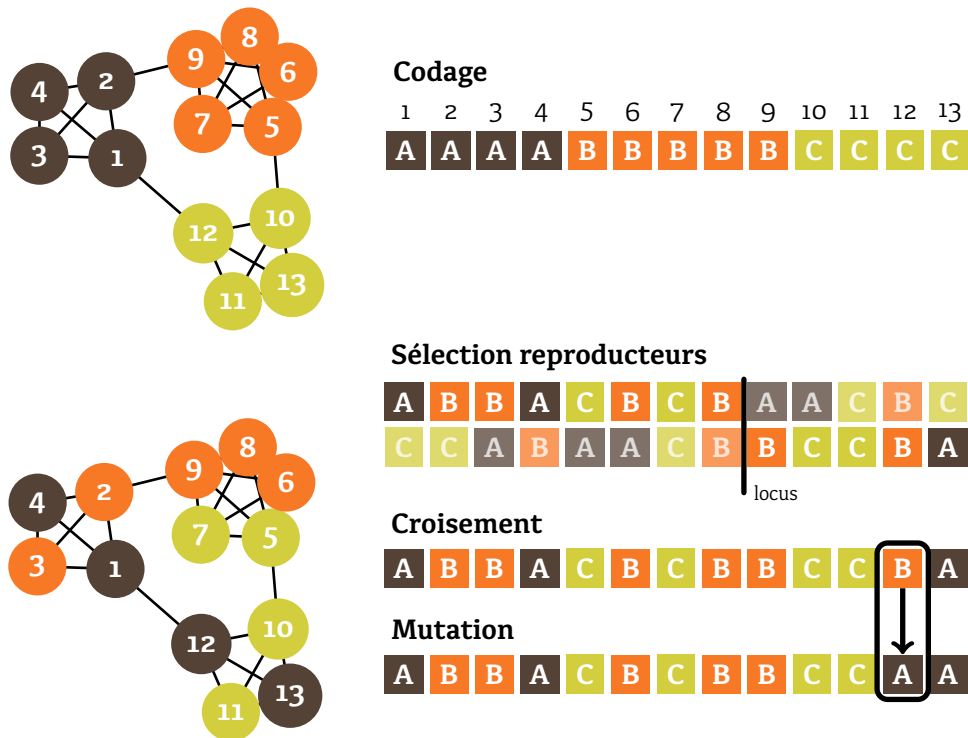 8
9
6
2
4
7
5
3
1
10
12
13
11
Codage
1 2 3 4 5 6 7 8 9 10 11 12 13
A A A A B B B B B C C C C
Sélection reproducteurs
A B B A C B C B A A C B C
C C A B A A C B B C C B A
locus
Croisement
A B B A C B C B B C C B A
Mutation
A B B A C B C B B C C A A
8
9
6
2
4
7
5
3
1
10
12
13
11